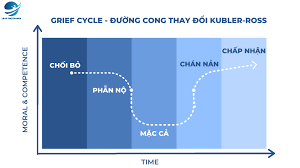 GRIEF CYCLE - ĐƯỜNG CONG THAY ĐỔI KUBLER-ROSS
MORAL & COMPETENCE
CHỐI BỎ
PHẪN NỘ
MẶC CẢ
CHÁN NẢN
CHẤP NHẬN
TIME